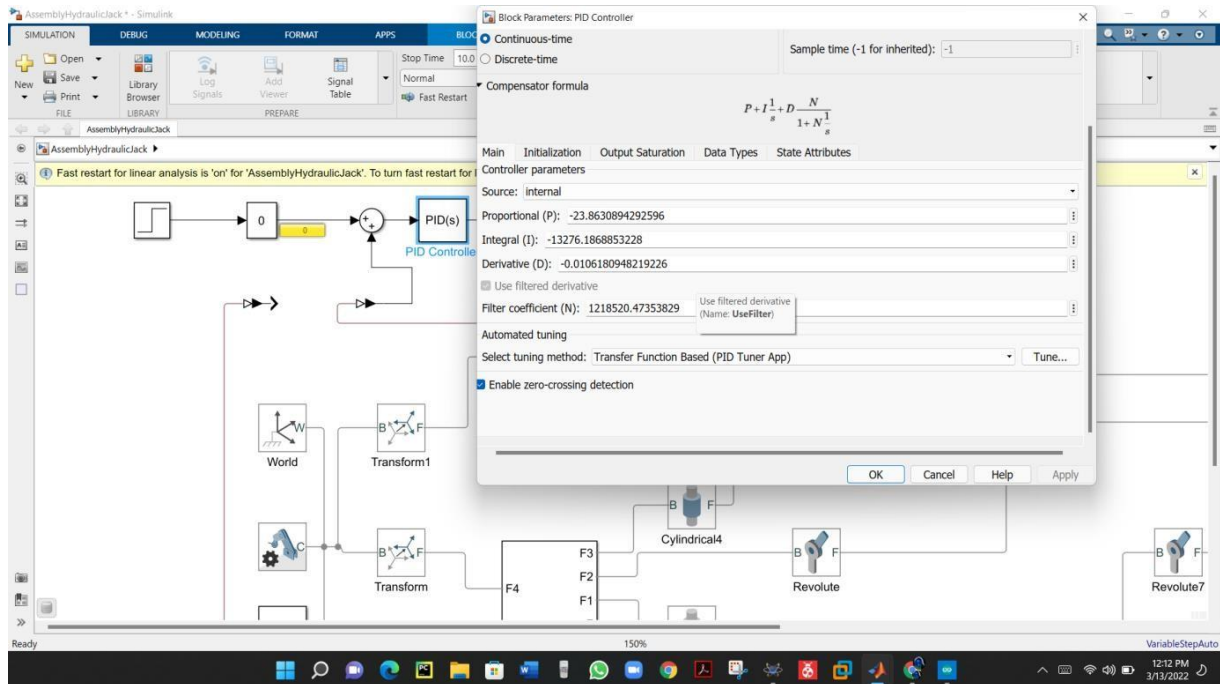 AssemblyHydraulicJack * - Simulink
SIMULATION DEBUG MODELING FORMAT APPS BLOC
New Open Save Print
FILE
Library Browser
LIBRARY
Log Signals
Add Viewer
Signal Table
PREPARE
Stop Time 10.0
Normal
Fast Restart
AssemblyHydraulicJack
AssemblyHydraulicJack
Fast restart for linear analysis is 'on' for 'AssemblyHydraulicJack'. To turn fast restart for
0
0
+
+
PID(s)
PID Controlle
Block Parameters: PID Controller
Continuous-time
Discrete-time
Sample time (-1 for inherited): -1
Compensator formula
P + I 1/s + D N / (1 + N 1/s)
Main Initialization Output Saturation Data Types State Attributes
Controller parameters
Source: internal
Proportional (P): -23.8630894292596
Integral (I): -13276.1868853228
Derivative (D): -0.0106180948219226
Use filtered derivative
Filter coefficient (N): 1218520.47353829
Use filtered derivative
(Name: UseFilter)
Automated tuning
Select tuning method: Transfer Function Based (PID Tuner App) Tune...
Enable zero-crossing detection
OK Cancel Help Apply
W
World
B F
Transform1
C
B F
Transform
F4
F3
F2
F1
B F
Cylindrical4
B F
Revolute
B F
Revolute7
Ready 150% VariableStepAuto
12:12 PM
3/13/2022